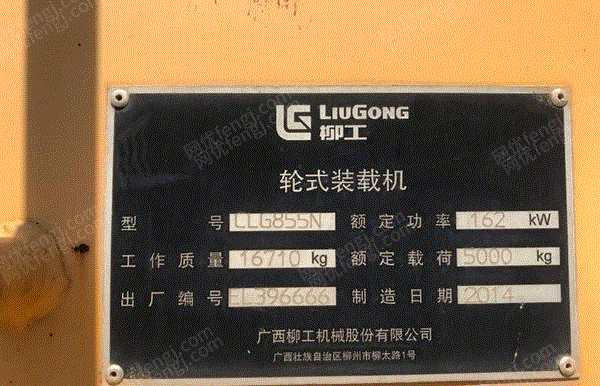 LIUGONG
柳工
轮式装载机
型号 CLG855N 额定功率 162 kW
工作质量 16710 kg 额定载荷 5000 kg
出厂编号 EL396666 制造日期 2014
广西柳工机械股份有限公司
广西壮族自治区柳州市柳太路1号